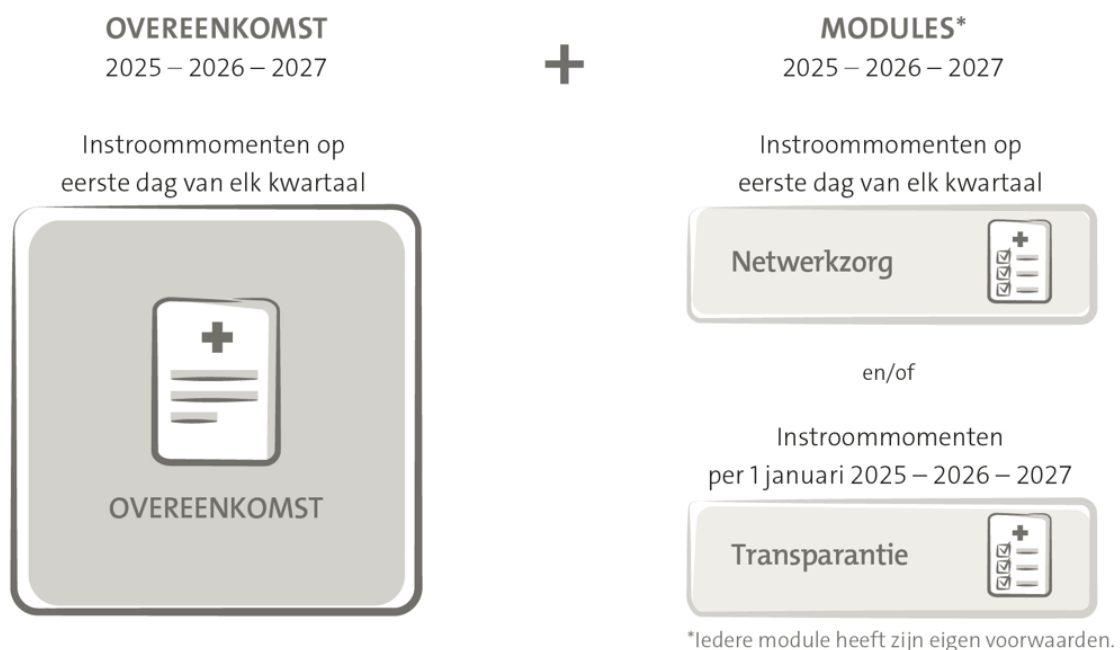 OVEREENKOMST
2025 – 2026 – 2027
Instroommomenten op
eerste dag van elk kwartaal
OVEREENKOMST
+
MODULES*
2025 – 2026 – 2027
Instroommomenten op
eerste dag van elk kwartaal
Netwerkzorg
en/of
Instroommomenten
per 1 januari 2025 – 2026 – 2027
Transparantie
*Iedere module heeft zijn eigen voorwaarden.